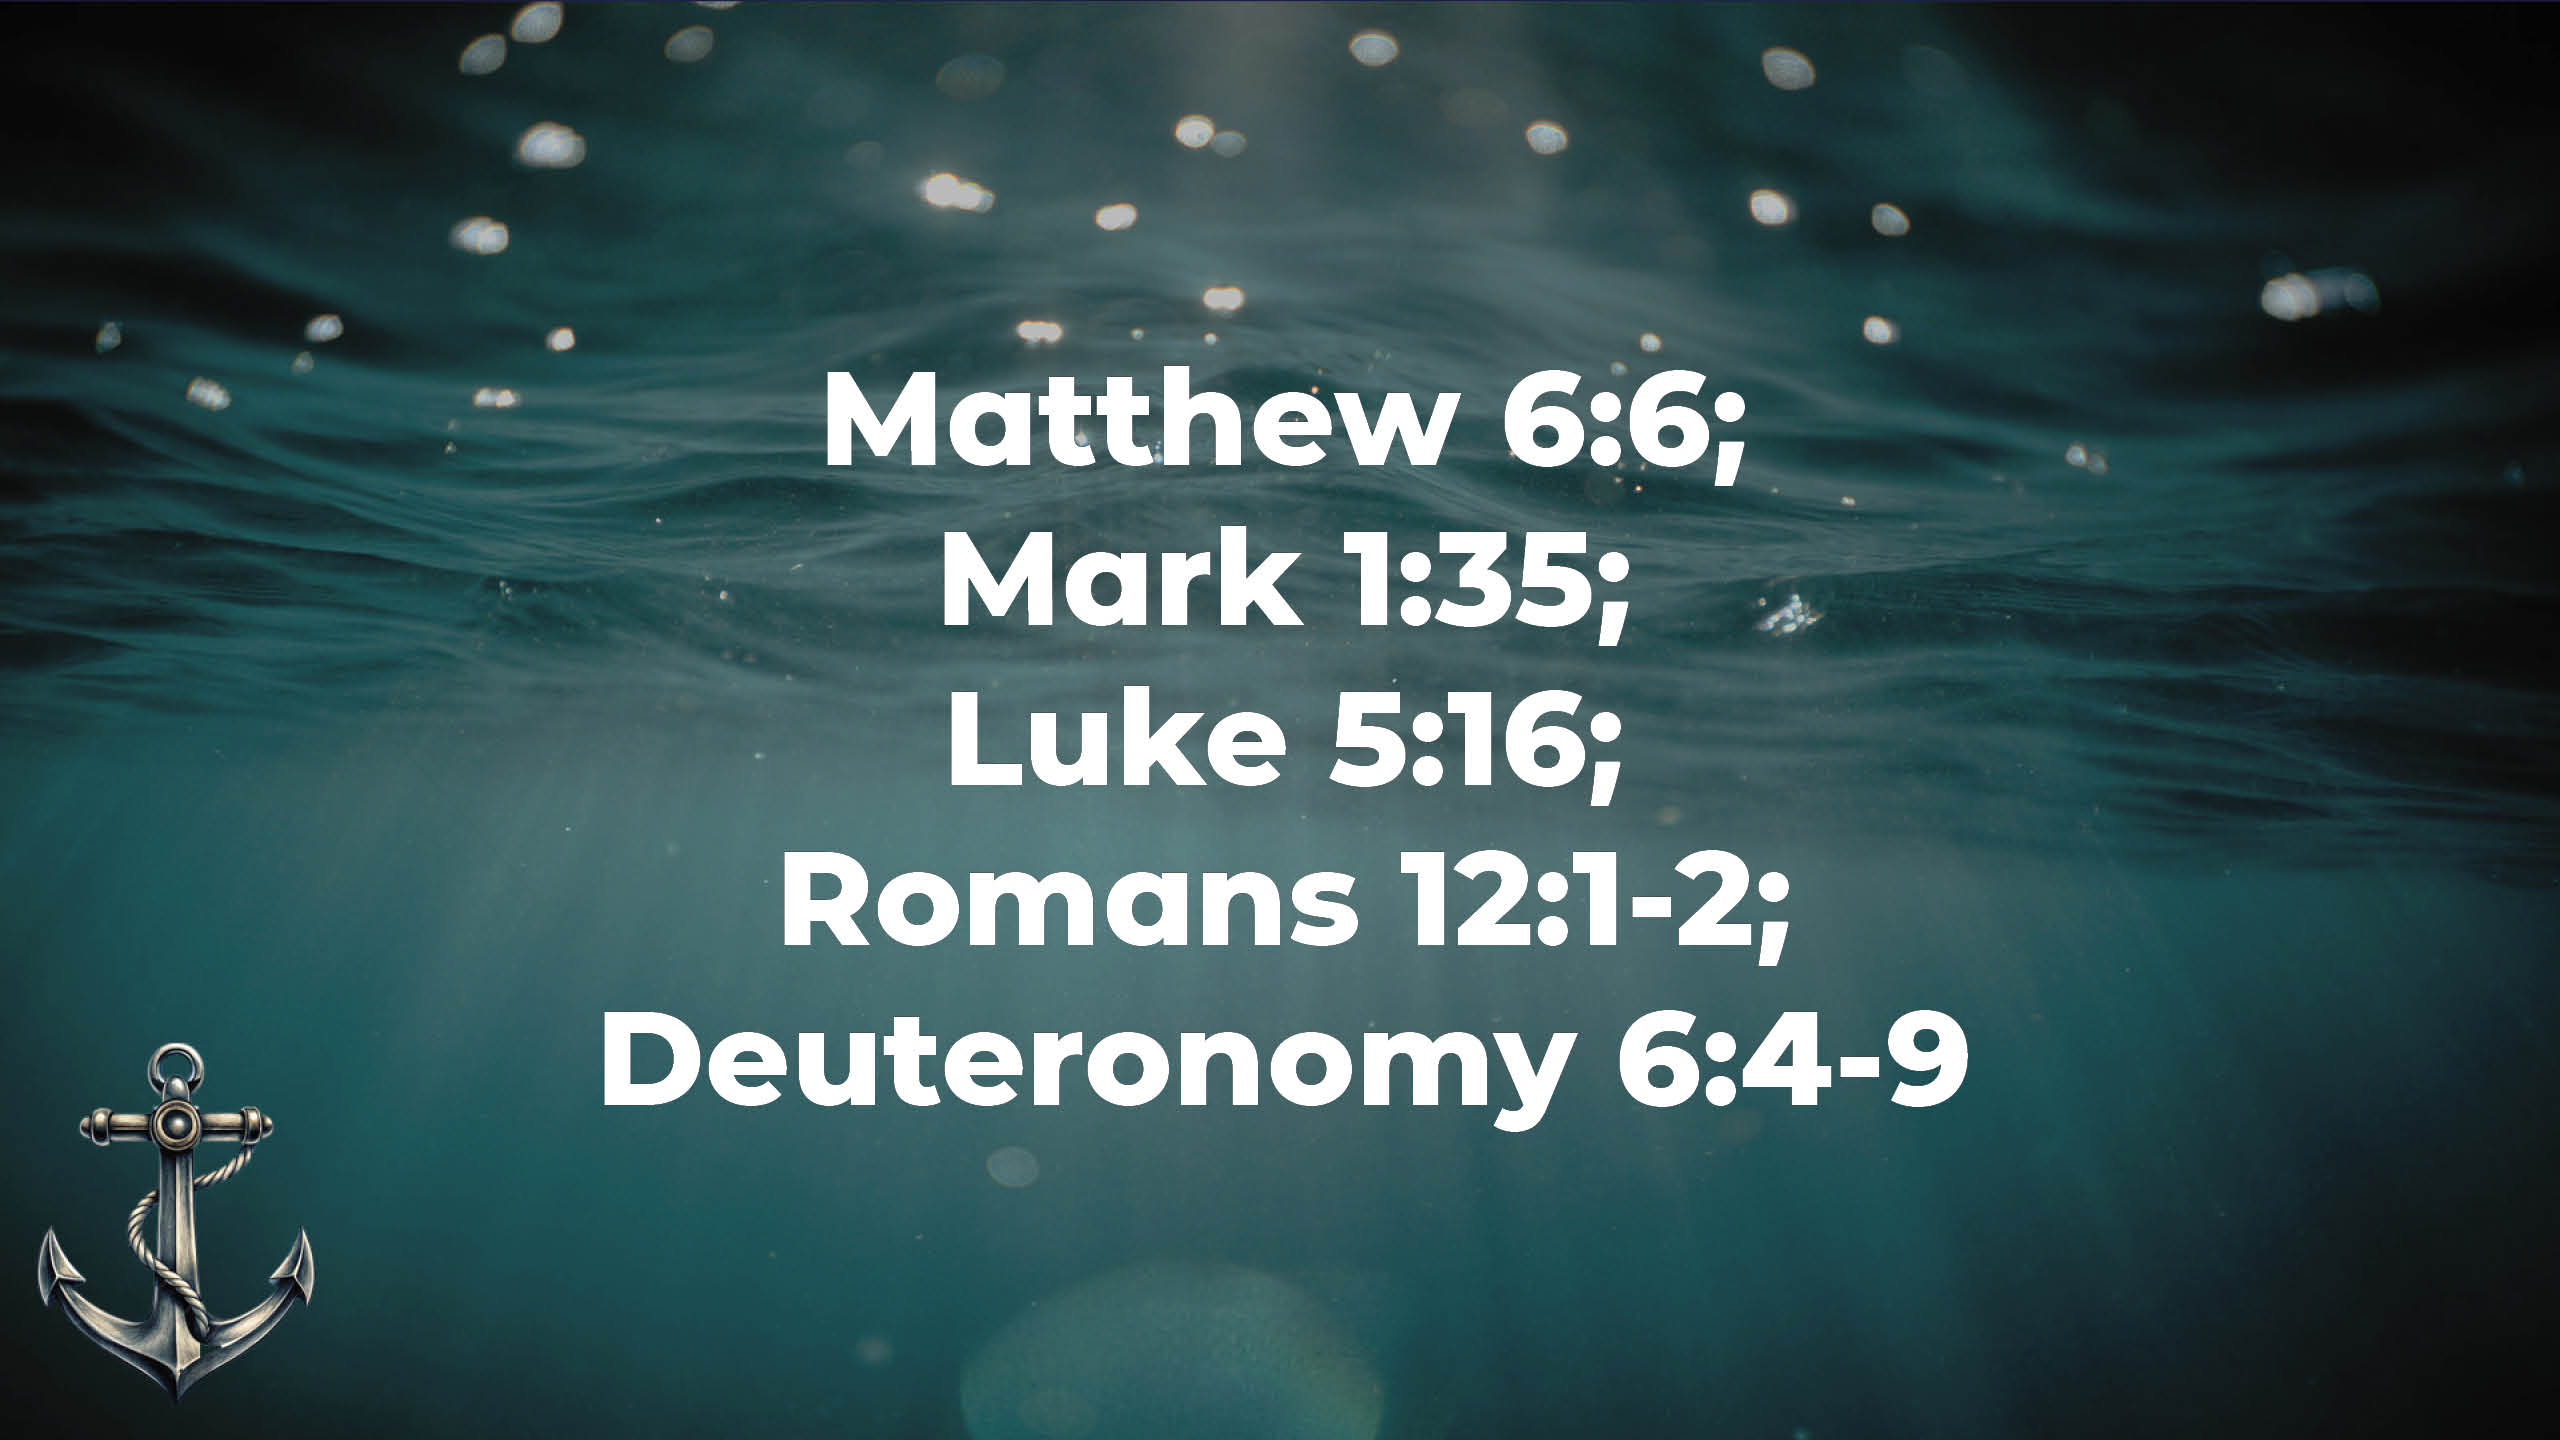 Matthew 6:6;
Mark 1:35;
Luke 5:16;
Romans 12:1-2;
Deuteronomy 6:4-9